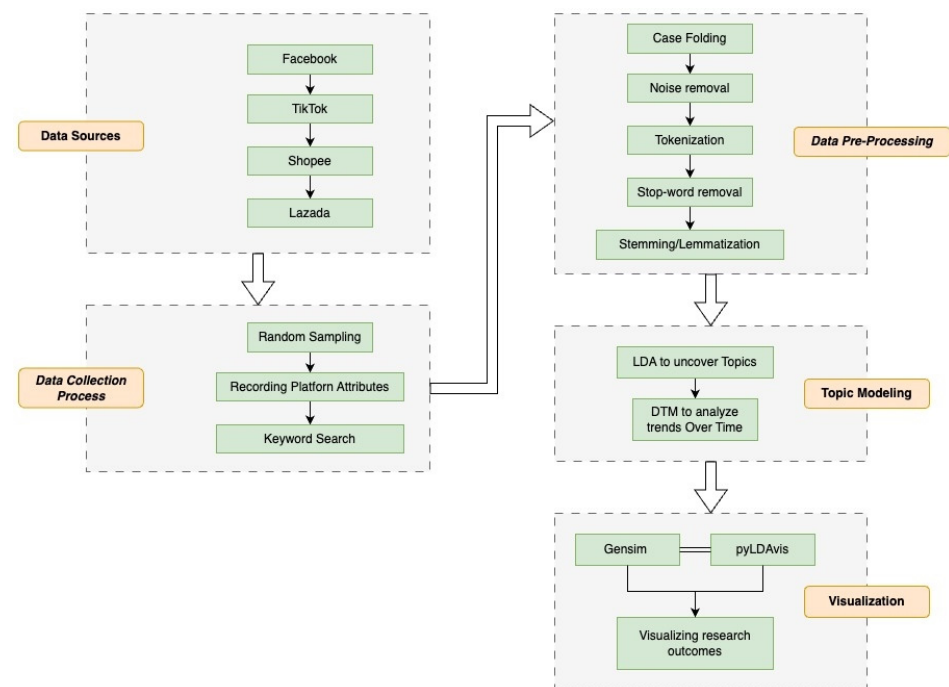 Data Sources
Facebook
TikTok
Shopee
Lazada
Data Collection
Process
Random Sampling
Recording Platforn Attributes
Keyword Search
Case Folding
Noise removal
Tokenization
Stop-word removal
Stemming/Lemmatization
Data Pre-Processing
LDA to uncover Topics
DTM to analyze
trends Over Time
Topic Modeling
Gensim
pyLDAvis
Visualizing research
outcomes
Visualization